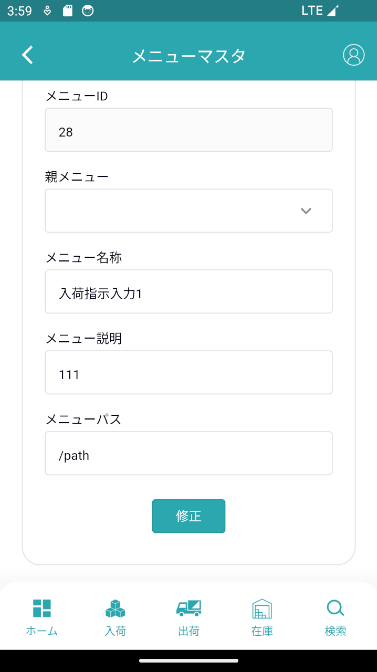 3:59
LTE
メニューマスタ
メニューID
28
親メニュー
メニュー名称
入荷指示入力1
メニュー説明
111
メニューパス
/path
修正
ホーム
入荷
出荷
在庫
検索